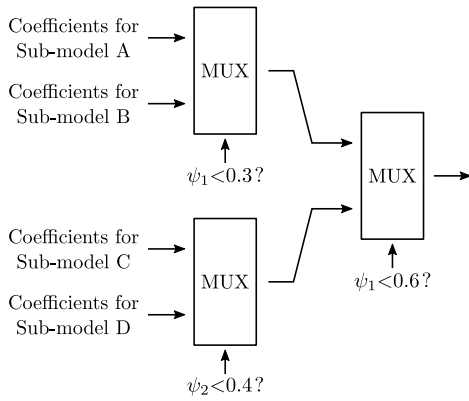 Coefficients for
Sub-model A
MUX
Coefficients for
Sub-model B
ψ₁<0.3?
MUX
Coefficients for
Sub-model C
MUX
ψ₁<0.6?
Coefficients for
Sub-model D
ψ₂<0.4?